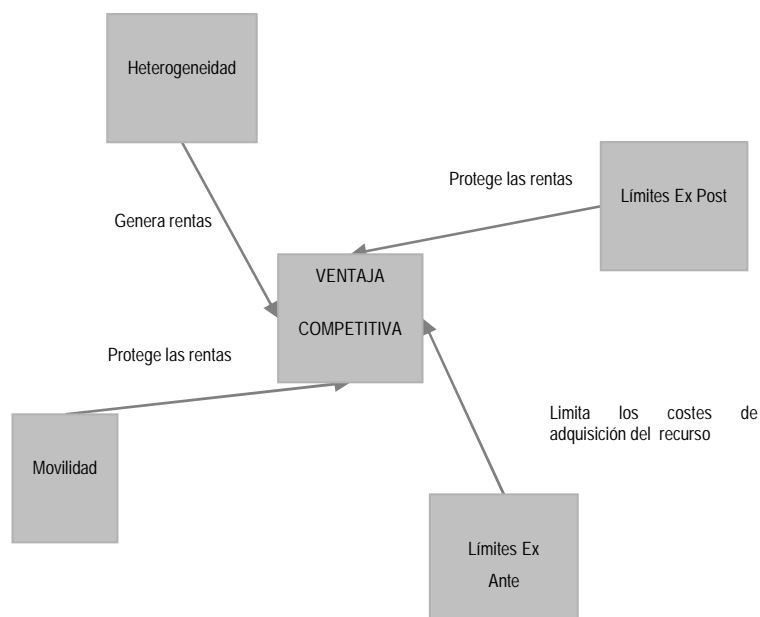 Heterogeneidad
Protege las rentas
Límites Ex Post
Genera rentas
VENTAJA
COMPETITIVA
Protege las rentas
Limita los costes de
adquisición del recurso
Movilidad
Límites Ex
Ante